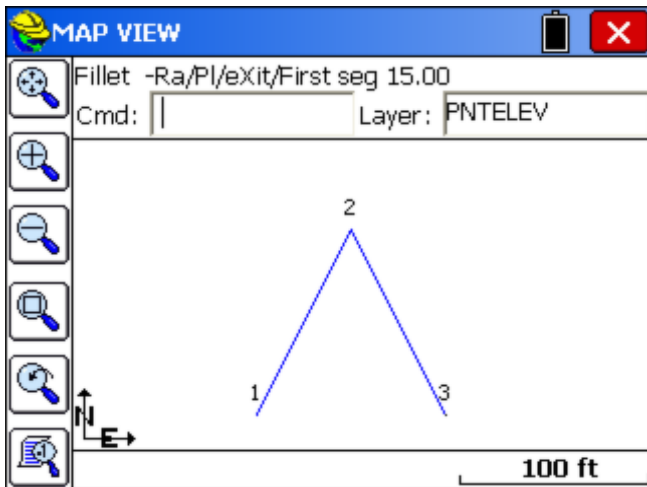 MAP VIEW
Fillet -Ra/Pl/eXit/First seg 15.00
Cmd: Layer: PNTELEV
2
1 3
N
E
100 ft